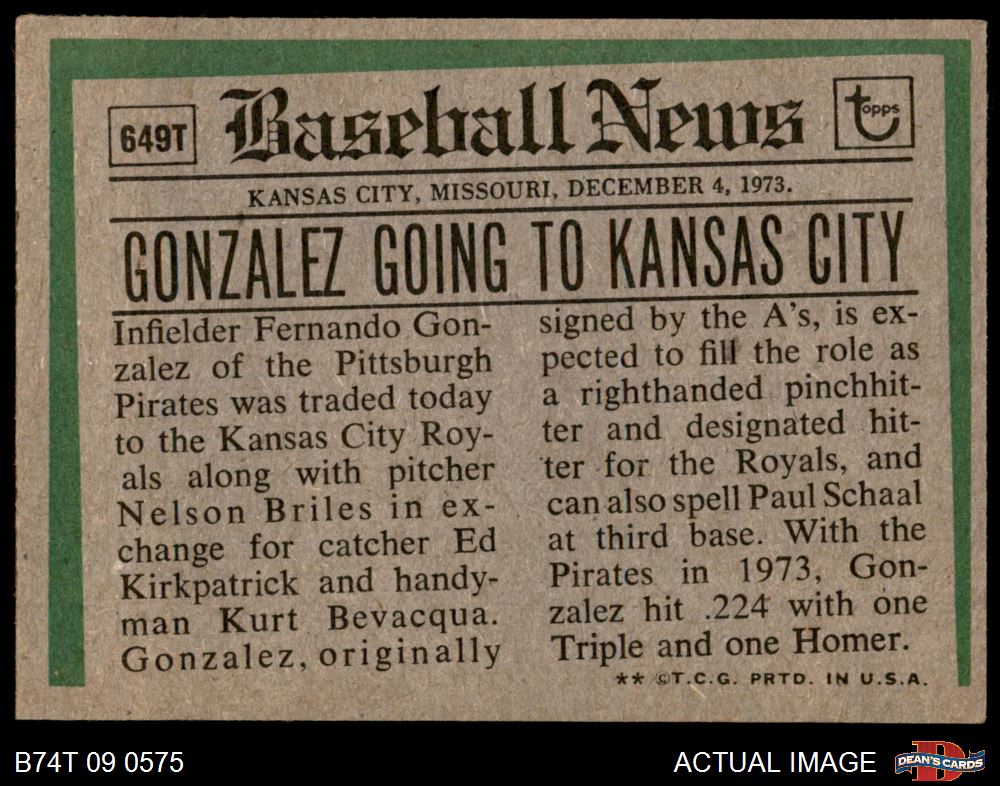 649T
Baseball News
Topps
KANSAS CITY, MISSOURI, DECEMBER 4, 1973.
GONZALEZ GOING TO KANSAS CITY
Infielder Fernando Gon-
zalez of the Pittsburgh
Pirates was traded today
to the Kansas City Roy-
als along with pitcher
Nelson Briles in ex-
change for catcher Ed
Kirkpatrick and handy-
man Kurt Bevacqua.
Gonzalez, originally
signed by the A's, is ex-
pected to fill the role as
a righthanded pinchhit-
ter and designated hit-
ter for the Royals, and
can also spell Paul Schaal
at third base. With the
Pirates in 1973, Gon-
zalez hit .224 with one
Triple and one Homer.
** ©T.C.G. PRTD. IN U.S.A.
B74T 09 0575
ACTUAL IMAGE
D
DEAN'S CARDS